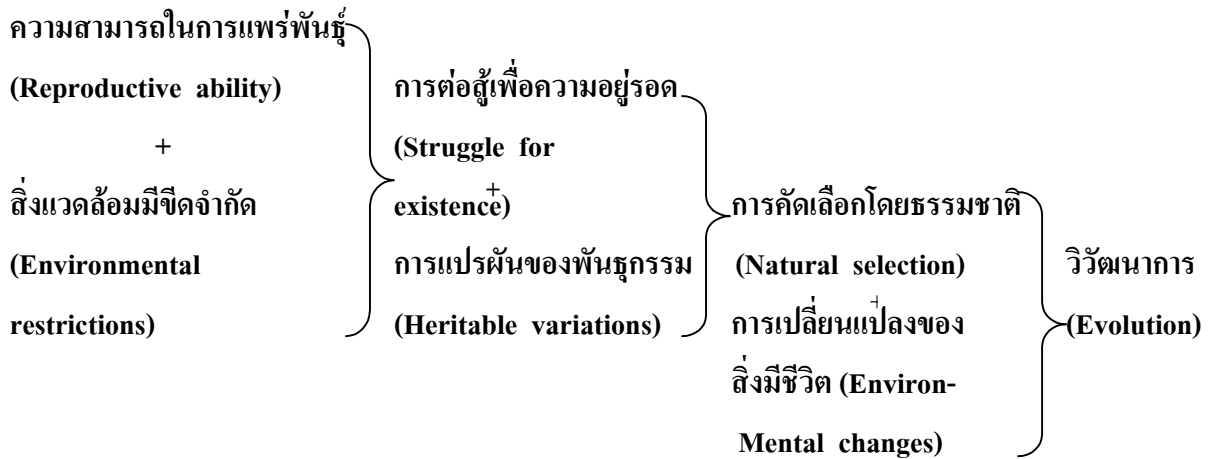 ความสามารถในการแพร่พันธุ์
(Reproductive ability)
+
สิ่งแวดล้อมมีขีดจำกัด
(Environmental
restrictions)
การต่อสู้เพื่อความอยู่รอด
(Struggle for
existence)
+
การแปรผันของพันธุกรรม
(Heritable variations)
การคัดเลือกโดยธรรมชาติ
(Natural selection)
+
การเปลี่ยนแปลงของ
สิ่งมีชีวิต (Environ-
Mental changes)
วิวัฒนาการ
(Evolution)